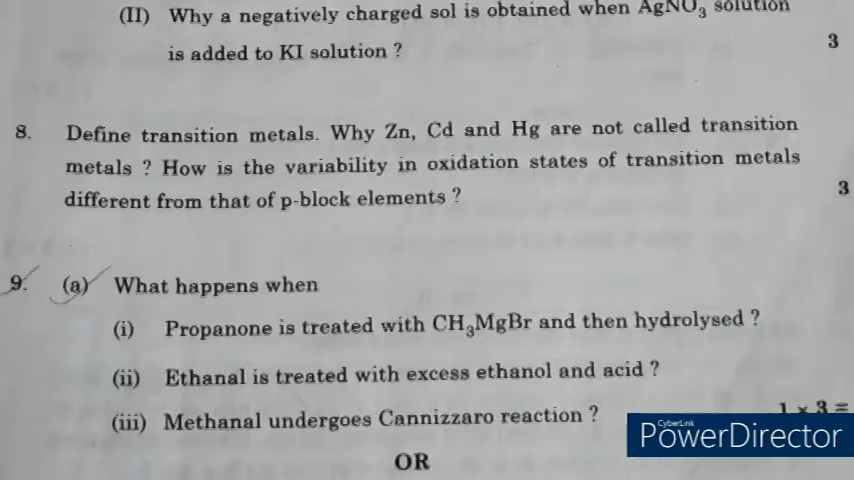 (II) Why a negatively charged sol is obtained when AgNO₃ solution
is added to KI solution ?
3
8. Define transition metals. Why Zn, Cd and Hg are not called transition
metals ? How is the variability in oxidation states of transition metals
different from that of p-block elements ?
3
9. (a) What happens when
(i) Propanone is treated with CH₃MgBr and then hydrolysed ?
(ii) Ethanal is treated with excess ethanol and acid ?
(iii) Methanal undergoes Cannizzaro reaction ?
1 × 3 =
CyberLink
PowerDirector
OR